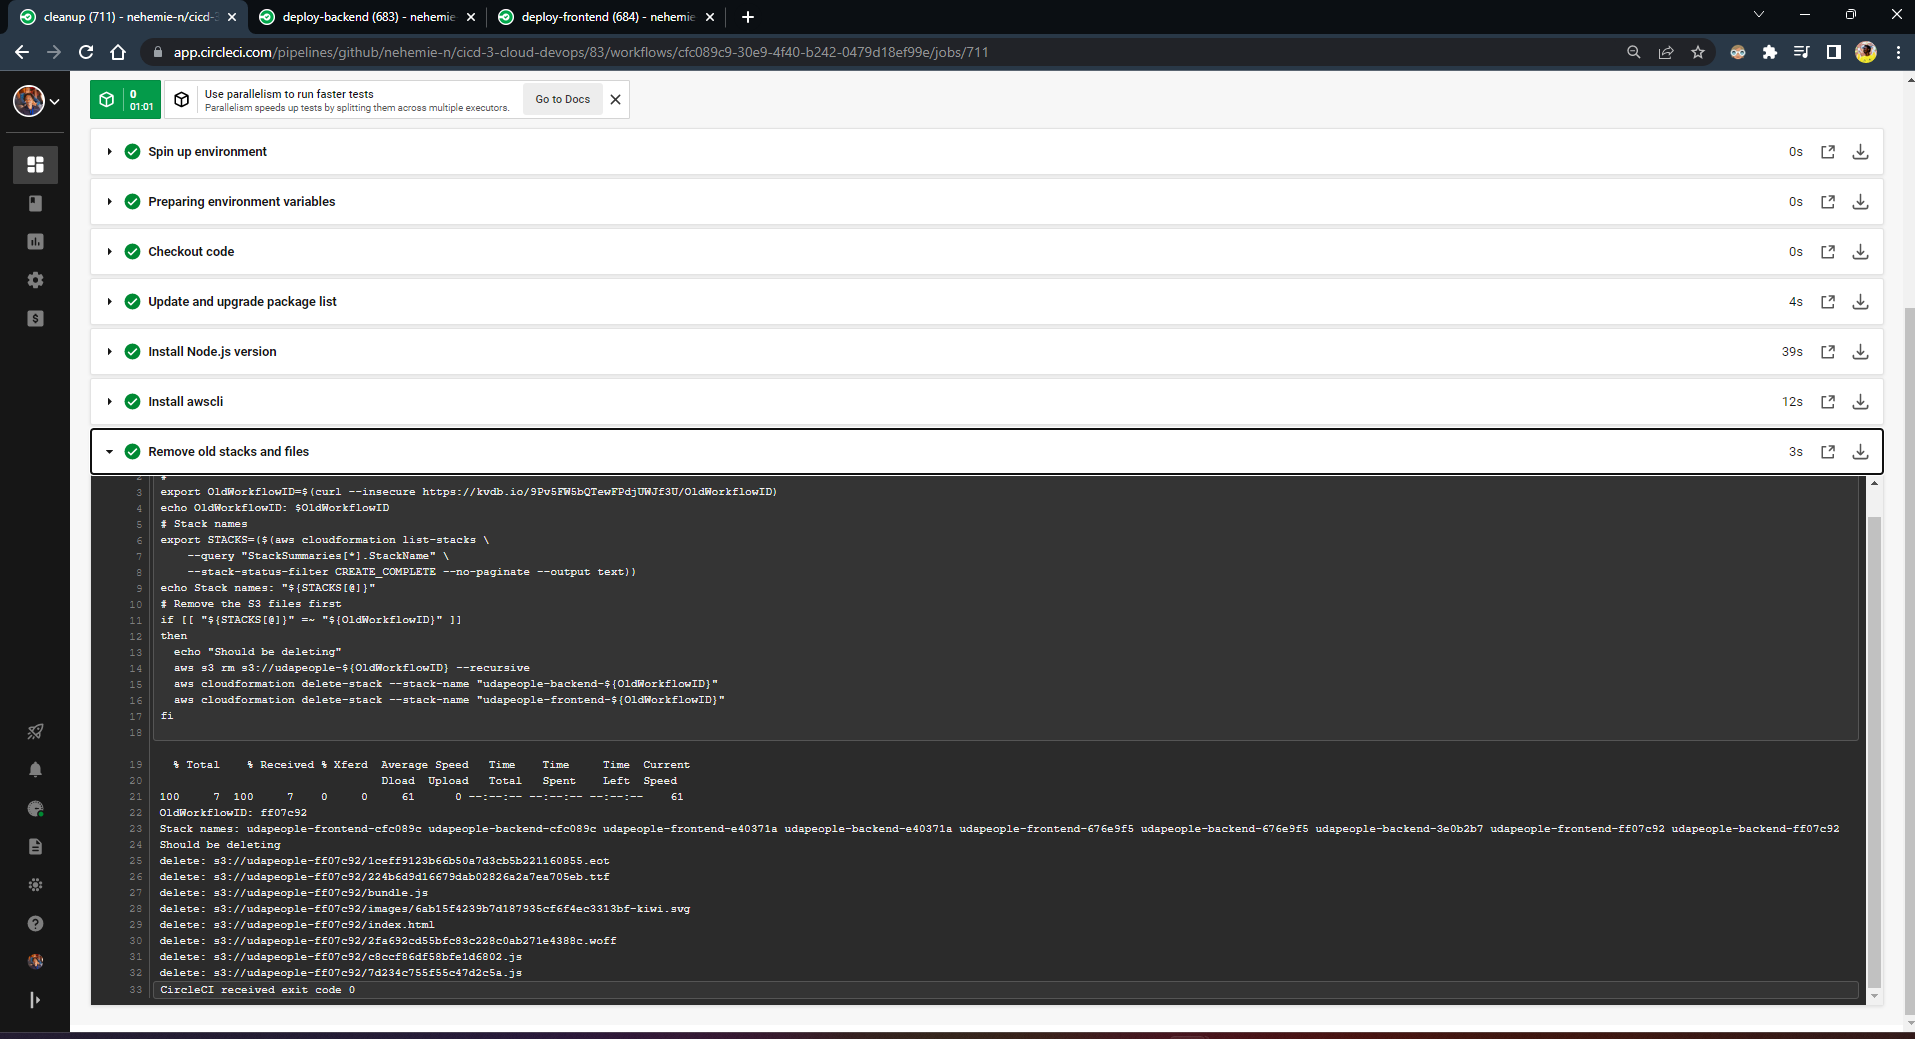 cleanup (711) - nehemie-n/cicd-3
deploy-backend (683) - nehemie
deploy-frontend (684) - nehemie
app.circleci.com/pipelines/github/nehemie-n/cicd-3-cloud-devops/83/workflows/cfc089c9-30e9-4f40-b242-0479d18ef99e/jobs/711
0
01:01
Use parallelism to run faster tests
Parallelism speeds up tests by splitting them across multiple executors.
Go to Docs
Spin up environment 0s
Preparing environment variables 0s
Checkout code 0s
Update and upgrade package list 4s
Install Node.js version 39s
Install awscli 12s
Remove old stacks and files 3s
2 #
3 export OldWorkflowID=$(curl --insecure https://kvdb.io/9Pv5FW5bQTewFPdjUWJf3U/OldWorkflowID)
4 echo OldWorkflowID: $OldWorkflowID
5 # Stack names
6 export STACKS=($(aws cloudformation list-stacks \
7 --query "StackSummaries[*].StackName" \
8 --stack-status-filter CREATE_COMPLETE --no-paginate --output text))
9 echo Stack names: "${STACKS[@]}"
10 # Remove the S3 files first
11 if [[ "${STACKS[@]}" =~ "${OldWorkflowID}" ]]
12 then
13 echo "Should be deleting"
14 aws s3 rm s3://udapeople-${OldWorkflowID} --recursive
15 aws cloudformation delete-stack --stack-name "udapeople-backend-${OldWorkflowID}"
16 aws cloudformation delete-stack --stack-name "udapeople-frontend-${OldWorkflowID}"
17 fi
18
19 % Total % Received % Xferd Average Speed Time Time Time Current
20 Dload Upload Total Spent Left Speed
21 100 7 100 7 0 0 61 0 --:--:-- --:--:-- --:--:-- 61
22 OldWorkflowID: ff07c92
23 Stack names: udapeople-frontend-cfc089c udapeople-backend-cfc089c udapeople-frontend-e40371a udapeople-backend-e40371a udapeople-frontend-676e9f5 udapeople-backend-676e9f5 udapeople-backend-3e0b2b7 udapeople-frontend-ff07c92 udapeople-backend-ff07c92
24 Should be deleting
25 delete: s3://udapeople-ff07c92/1ceff9123b66b50a7d3cb5b221160855.eot
26 delete: s3://udapeople-ff07c92/224b6d9d16679dab02826a2a7ea705eb.ttf
27 delete: s3://udapeople-ff07c92/bundle.js
28 delete: s3://udapeople-ff07c92/images/6ab15f4239b7d187935cf6f4ec3313bf-kiwi.svg
29 delete: s3://udapeople-ff07c92/index.html
30 delete: s3://udapeople-ff07c92/2fa692cd55bfc83c228c0ab271e4388c.woff
31 delete: s3://udapeople-ff07c92/c8ccf86df58bfe1d6802.js
32 delete: s3://udapeople-ff07c92/7d234c755f55c47d2c5a.js
33 CircleCI received exit code 0